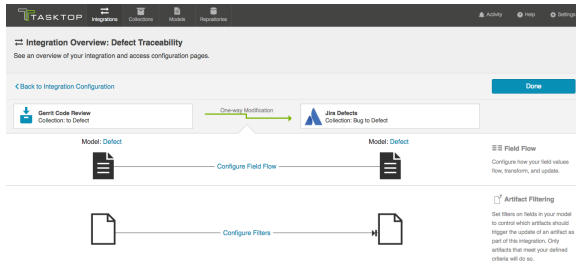 TASKTOP
Integrations
Collections
Models
Repositories
Activity
Help
Settings
Integration Overview: Defect Traceability
See an overview of your integration and access configuration pages.
Back to Integration Configuration
Done
Gerrit Code Review
Collection: to Defect
One-way Modification
Jira Defects
Collection: Bug to Defect
Model: Defect
Model: Defect
Configure Field Flow
Field Flow
Configure how your field values
flow, transform, and update.
Configure Filters
Artifact Filtering
Set filters on fields in your model
to control which artifacts should
trigger the update of an artifact as
part of this integration. Only
artifacts that meet your defined
criteria will do so.